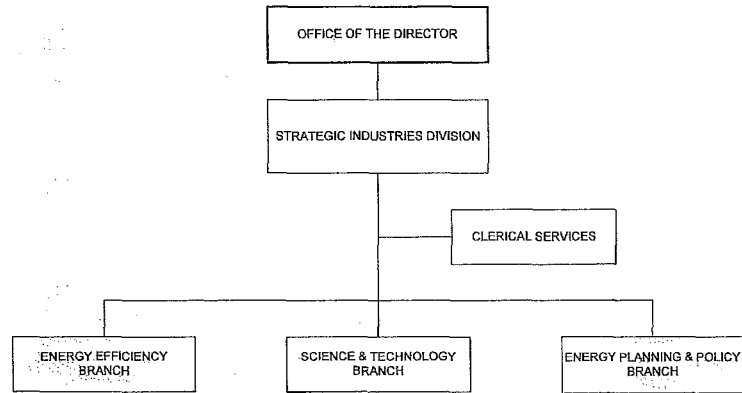 OFFICE OF THE DIRECTOR
STRATEGIC INDUSTRIES DIVISION
CLERICAL SERVICES
ENERGY EFFICIENCY
BRANCH
SCIENCE & TECHNOLOGY
BRANCH
ENERGY PLANNING & POLICY
BRANCH